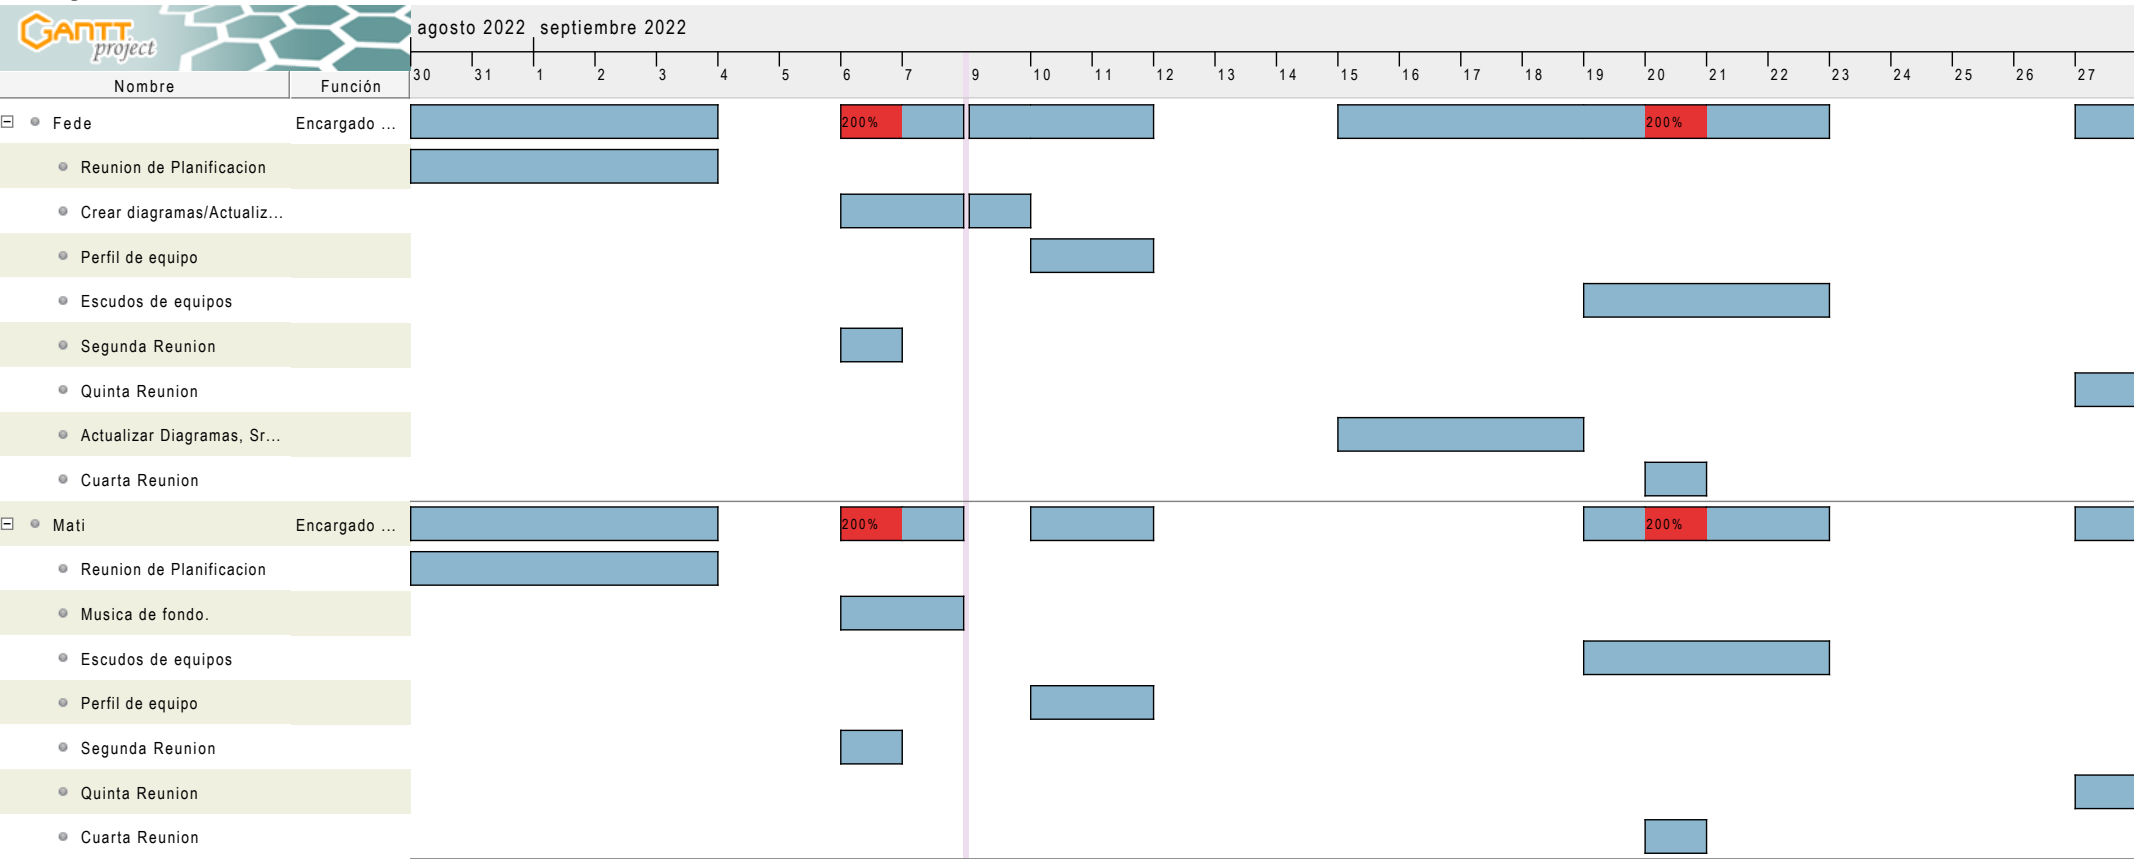 GANTT
project
agosto 2022 septiembre 2022
Nombre Función
30 31 1 2 3 4 5 6 7 9 10 11 12 13 14 15 16 17 18 19 20 21 22 23 24 25 26 27
Fede Encargado ... 200% 200%
Reunion de Planificacion
Crear diagramas/Actualiz...
Perfil de equipo
Escudos de equipos
Segunda Reunion
Quinta Reunion
Actualizar Diagramas, Sr...
Cuarta Reunion
Mati Encargado ... 200% 200%
Reunion de Planificacion
Musica de fondo.
Escudos de equipos
Perfil de equipo
Segunda Reunion
Quinta Reunion
Cuarta Reunion